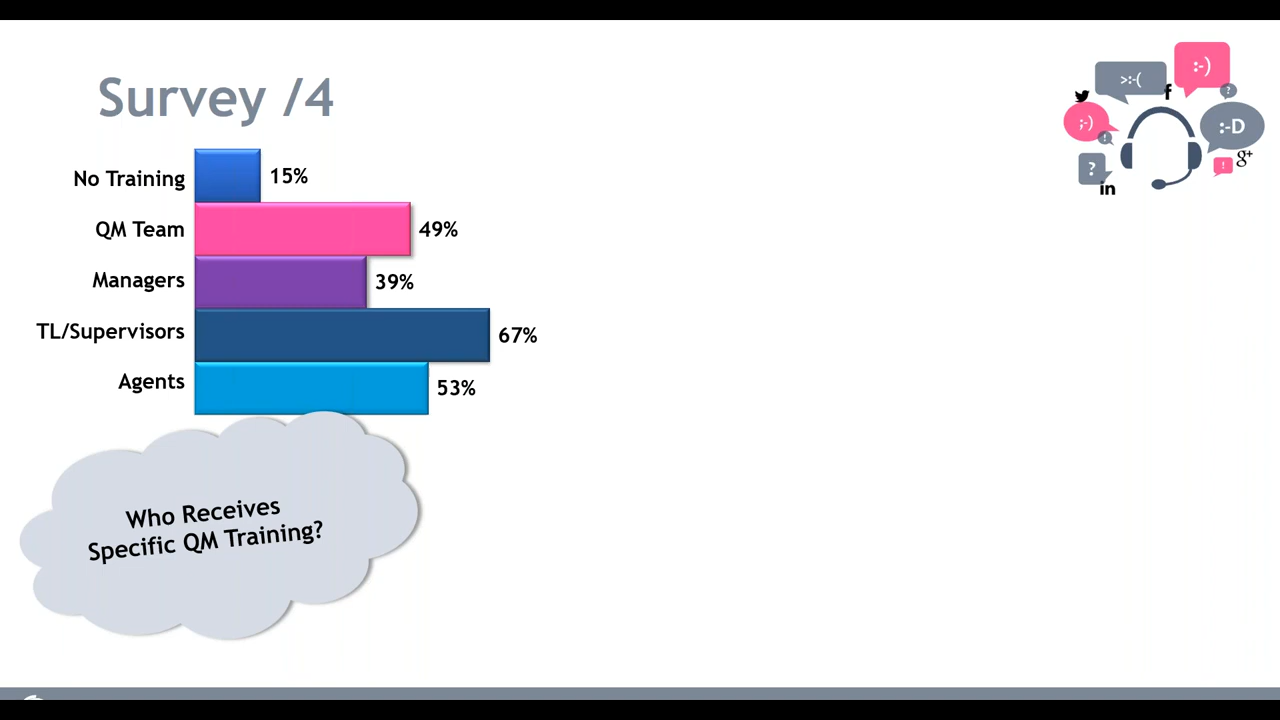 Survey /4
>:-(
:-)
f
?
;-)
!
:-D
?
!
g+
in
No Training 15%
QM Team 49%
Managers 39%
TL/Supervisors 67%
Agents 53%
Who Receives
Specific QM Training?